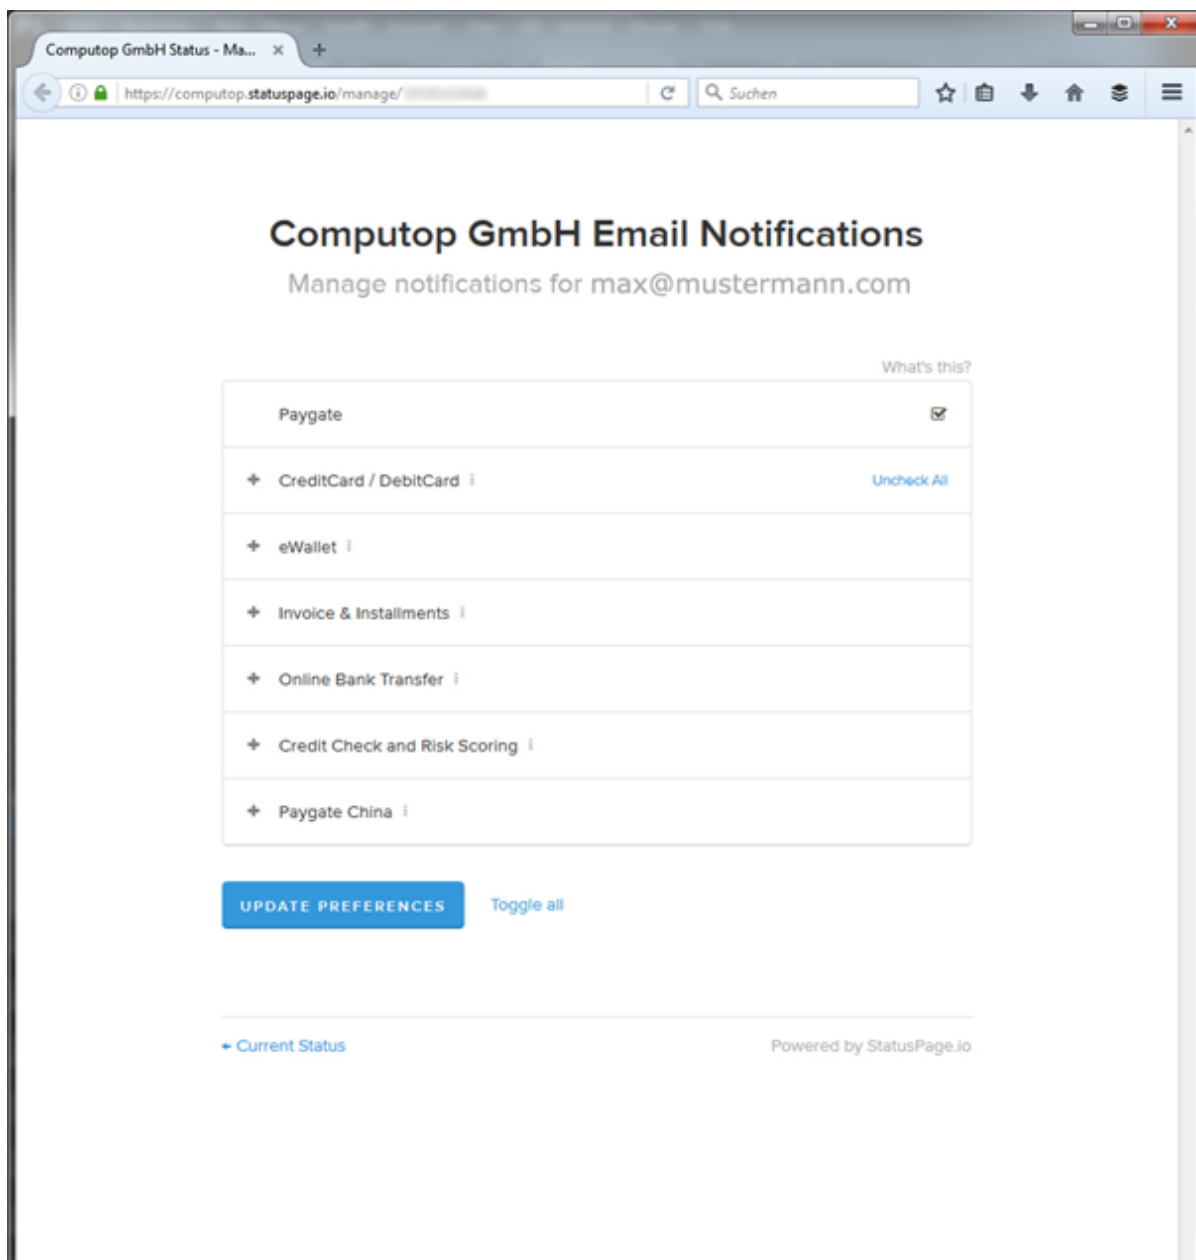 Computop GmbH Status - Ma...
https://computop.statuspage.io/manage/
Suchen
Computop GmbH Email Notifications
Manage notifications for max@mustermann.com
What's this?
Paygate
CreditCard / DebitCard
Uncheck All
eWallet
Invoice & Installments
Online Bank Transfer
Credit Check and Risk Scoring
Paygate China
UPDATE PREFERENCES
Toggle all
Current Status
Powered by StatusPage.io